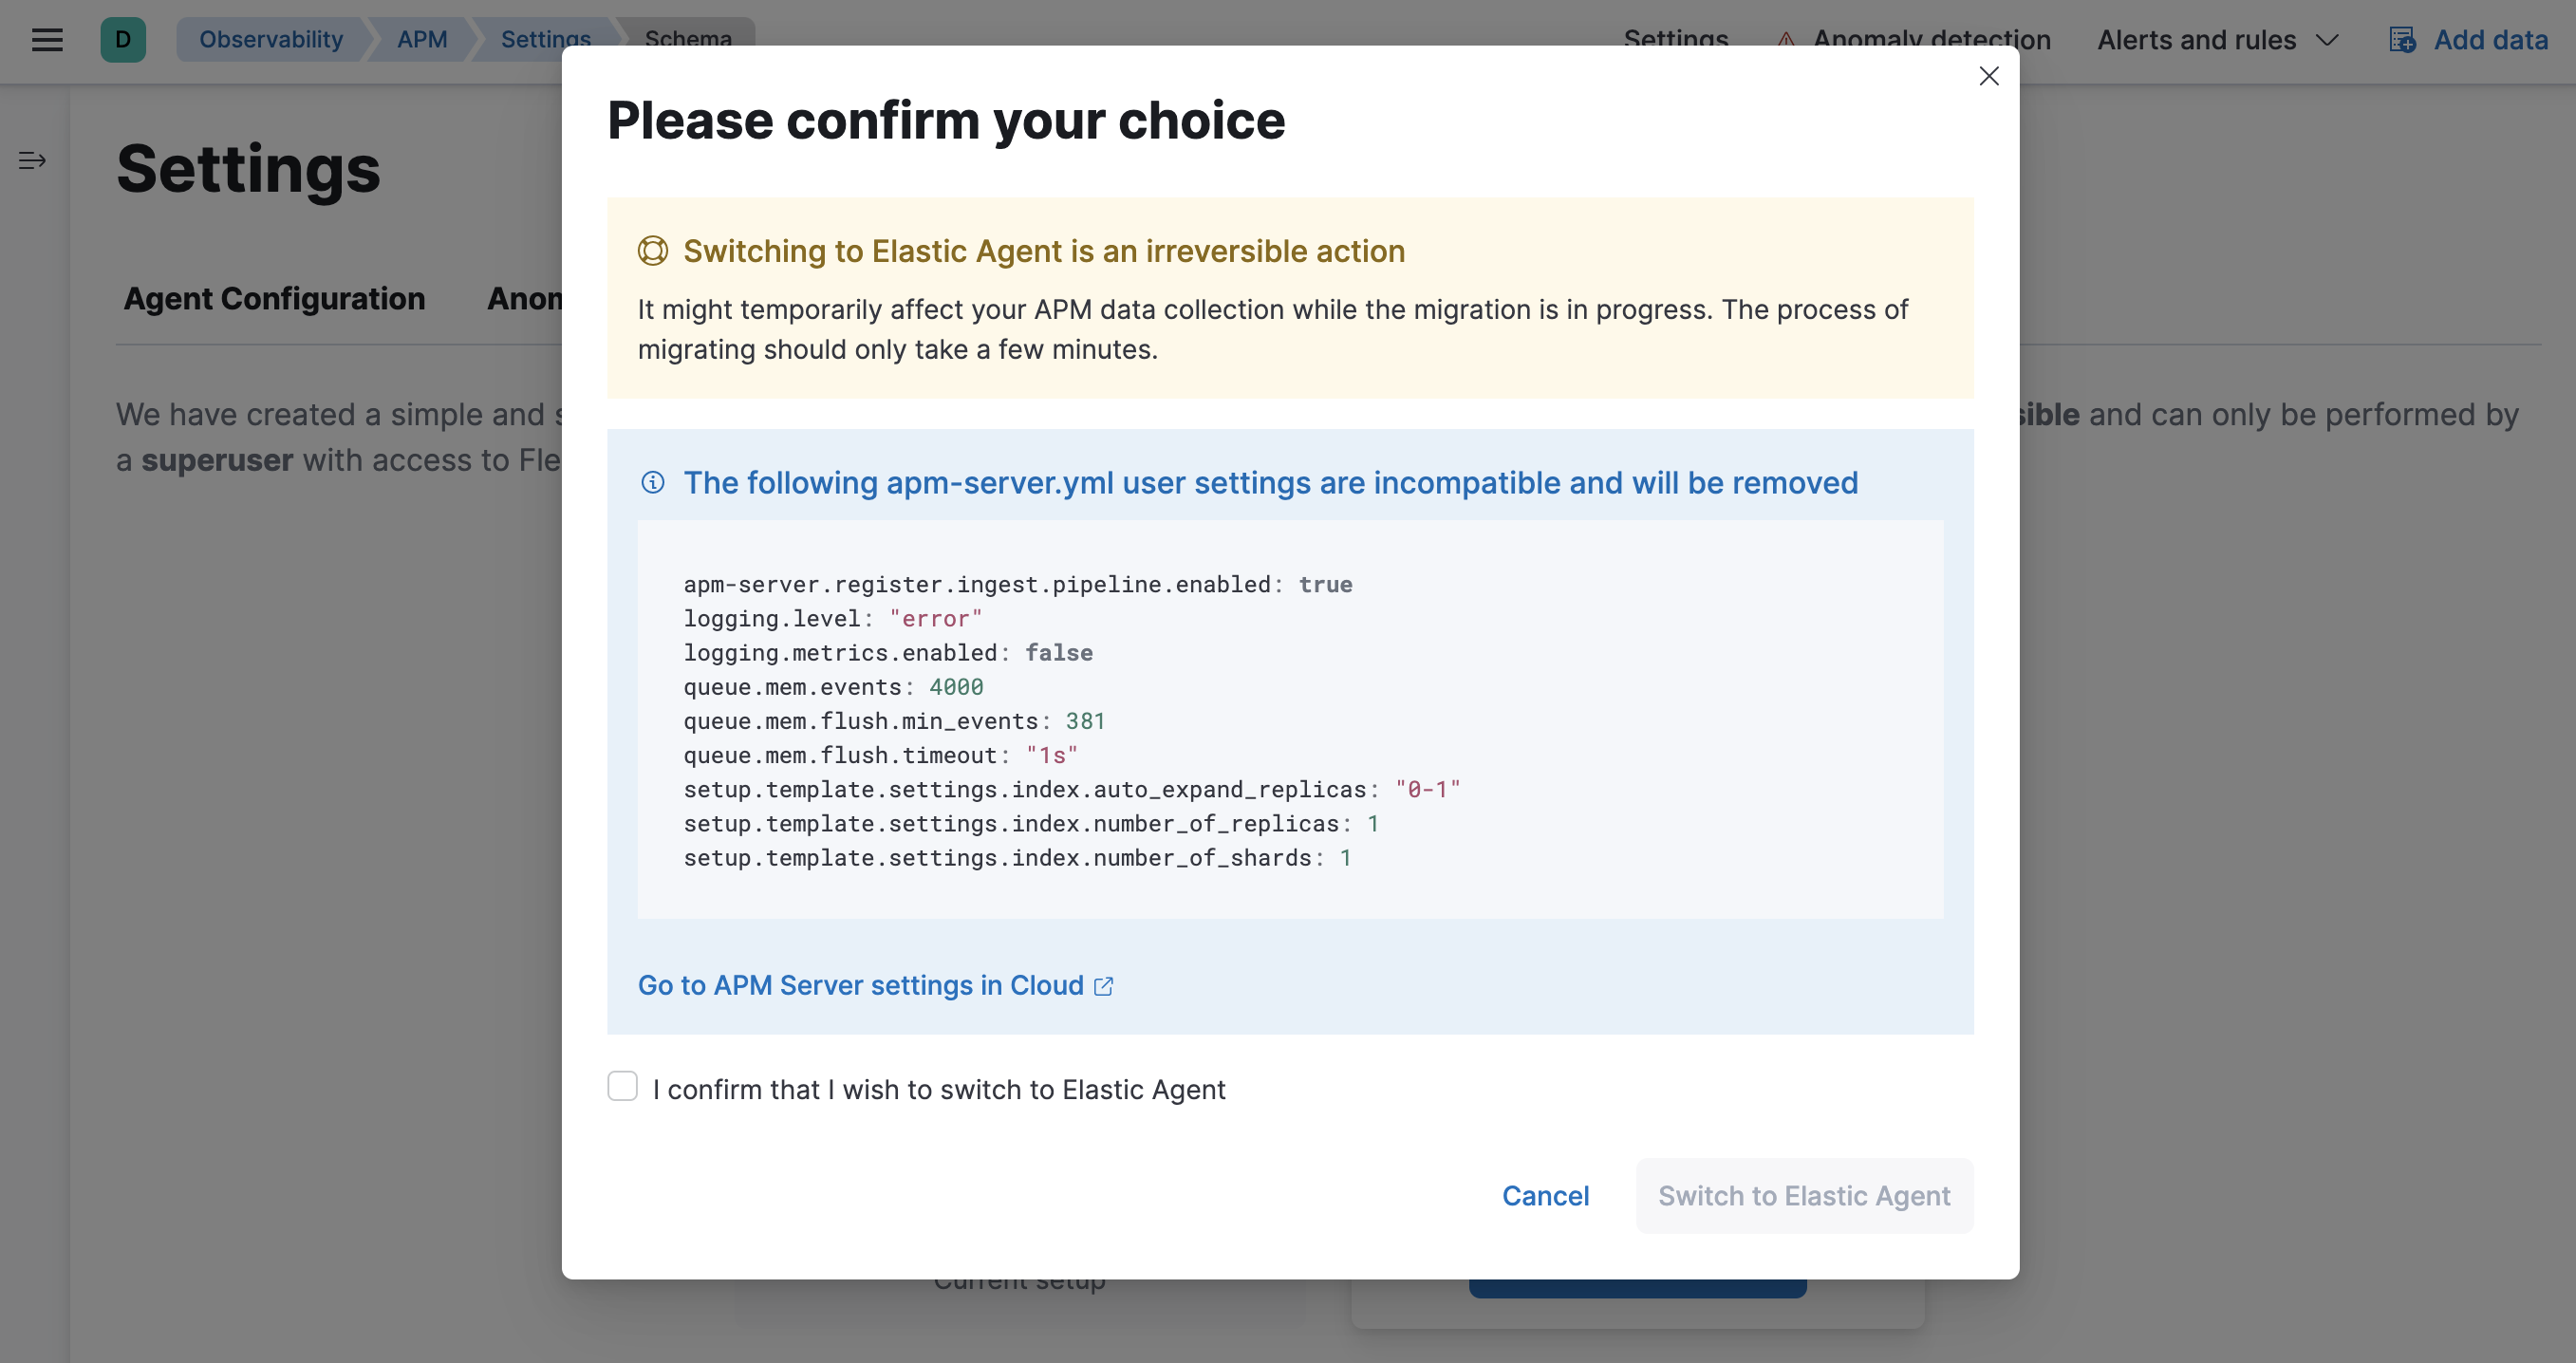 D
Observability
APM
Settings
Schema
Settings
Anomaly detection
Alerts and rules
Add data
Please confirm your choice
Settings
Switching to Elastic Agent is an irreversible action
Agent Configuration
It might temporarily affect your APM data collection while the migration is in progress. The process of
migrating should only take a few minutes.
We have created a simple and
and can only be performed by
a superuser with access to
The following apm-server.yml user settings are incompatible and will be removed
apm-server.register.ingest.pipeline.enabled: true
logging.level: "error"
logging.metrics.enabled: false
queue.mem.events: 4000
queue.mem.flush.min_events: 381
queue.mem.flush.timeout: "1s"
setup.template.settings.index.auto_expand_replicas: "0-1"
setup.template.settings.index.number_of_replicas: 1
setup.template.settings.index.number_of_shards: 1
Go to APM Server settings in Cloud
I confirm that I wish to switch to Elastic Agent
Cancel
Switch to Elastic Agent
Current setup